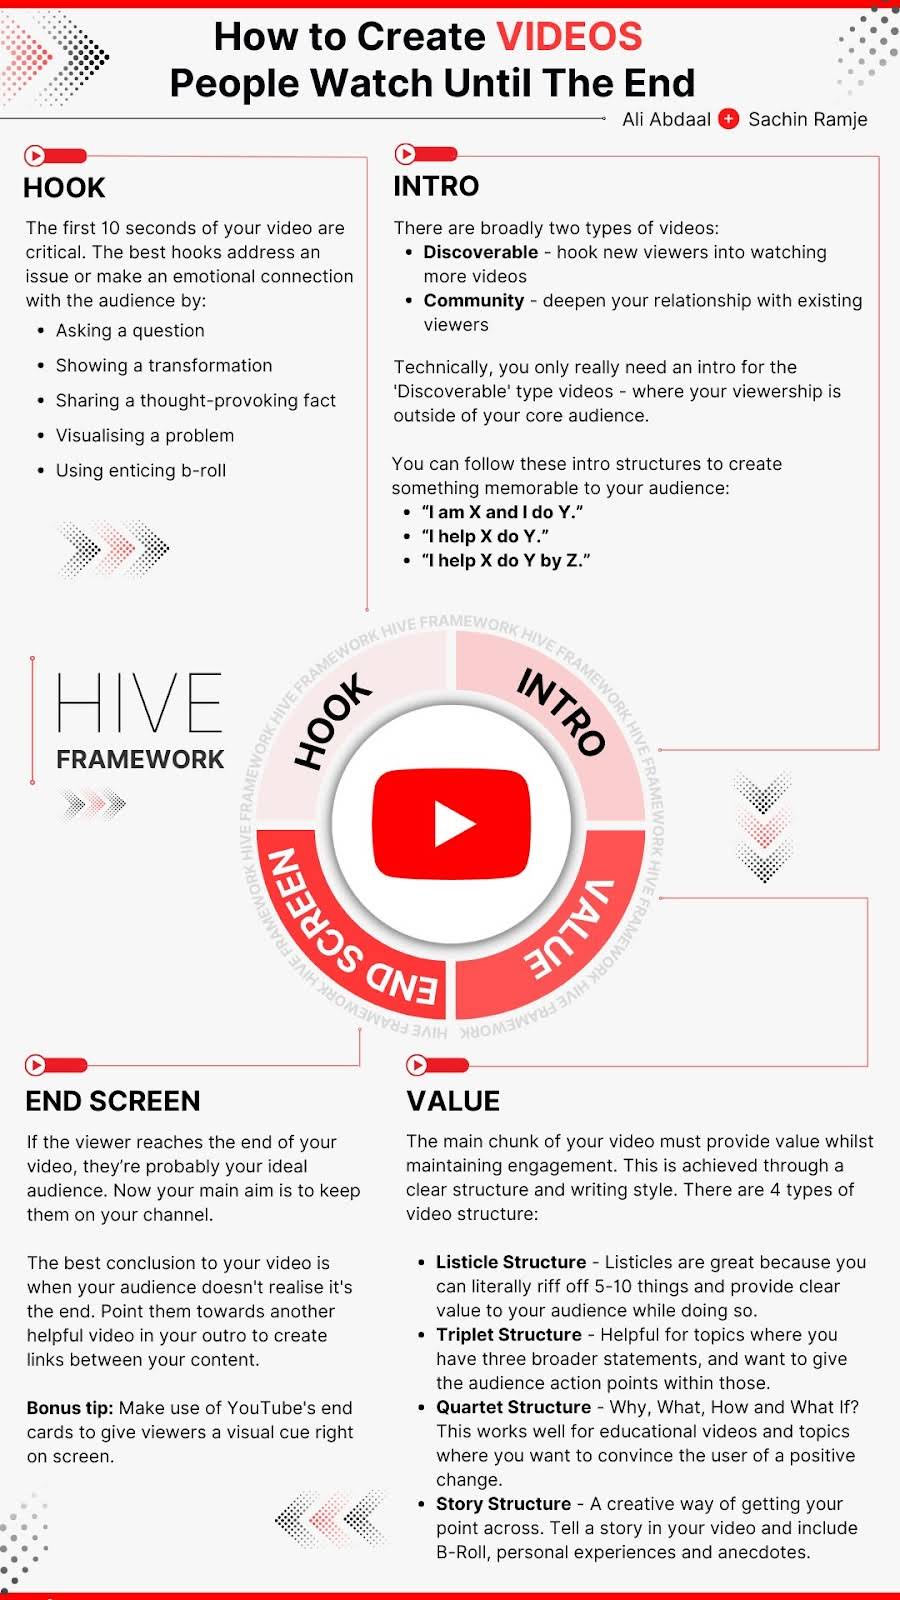 How to Create VIDEOS
People Watch Until The End
Ali Abdaal + Sachin Ramje
HOOK
The first 10 seconds of your video are
critical. The best hooks address an
issue or make an emotional connection
with the audience by:
• Asking a question
• Showing a transformation
• Sharing a thought-provoking fact
• Visualising a problem
• Using enticing b-roll
INTRO
There are broadly two types of videos:
• Discoverable - hook new viewers into watching
more videos
• Community - deepen your relationship with existing
viewers
Technically, you only really need an intro for the
'Discoverable' type videos - where your viewership is
outside of your core audience.
You can follow these intro structures to create
something memorable to your audience:
• “I am X and I do Y.”
• “I help X do Y.”
• “I help X do Y by Z.”
HIVE
FRAMEWORK
HIVE FRAMEWORK HIVE FRAMEWORK HIVE FRAMEWORK HIVE FRAMEWORK HIVE FRAMEWORK HIVE FRAMEWORK HIVE FRAMEWORK HIVE FRAMEWORK
HOOK
INTRO
VALUE
END SCREEN
END SCREEN
If the viewer reaches the end of your
video, they’re probably your ideal
audience. Now your main aim is to keep
them on your channel.
The best conclusion to your video is
when your audience doesn't realise it's
the end. Point them towards another
helpful video in your outro to create
links between your content.
Bonus tip: Make use of YouTube's end
cards to give viewers a visual cue right
on screen.
VALUE
The main chunk of your video must provide value whilst
maintaining engagement. This is achieved through a
clear structure and writing style. There are 4 types of
video structure:
• Listicle Structure - Listicles are great because you
can literally riff off 5-10 things and provide clear
value to your audience while doing so.
• Triplet Structure - Helpful for topics where you
have three broader statements, and want to give
the audience action points within those.
• Quartet Structure - Why, What, How and What If?
This works well for educational videos and topics
where you want to convince the user of a positive
change.
• Story Structure - A creative way of getting your
point across. Tell a story in your video and include
B-Roll, personal experiences and anecdotes.